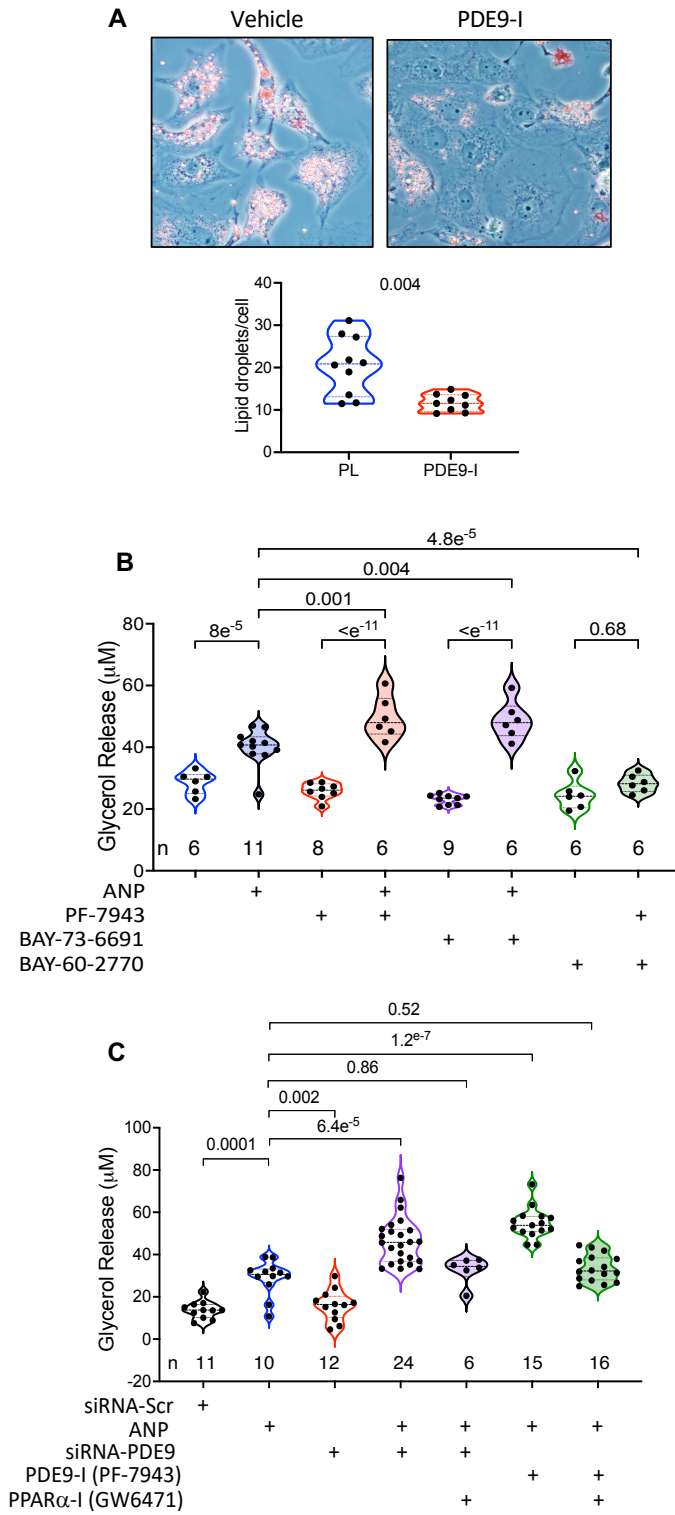 A
Vehicle PDE9-I
Lipid droplets/cell
0.004
40
30
20
10
0
PL PDE9-I
B
4.8e-5
0.004
0.001
8e-5 <e-11 <e-11 0.68
Glycerol Release (μM)
80
60
40
20
0
n 6 11 8 6 9 6 6 6
ANP + + +
PF-7943 + + +
BAY-73-6691 + +
BAY-60-2770 + +
C
0.52
1.2e-7
0.86
0.002
6.4e-5
0.0001
Glycerol Release (μM)
100
80
60
40
20
0
-20
n 11 10 12 24 6 15 16
siRNA-Scr +
ANP + + + + +
siRNA-PDE9 + + +
PDE9-I (PF-7943) + +
PPARα-I (GW6471) + +